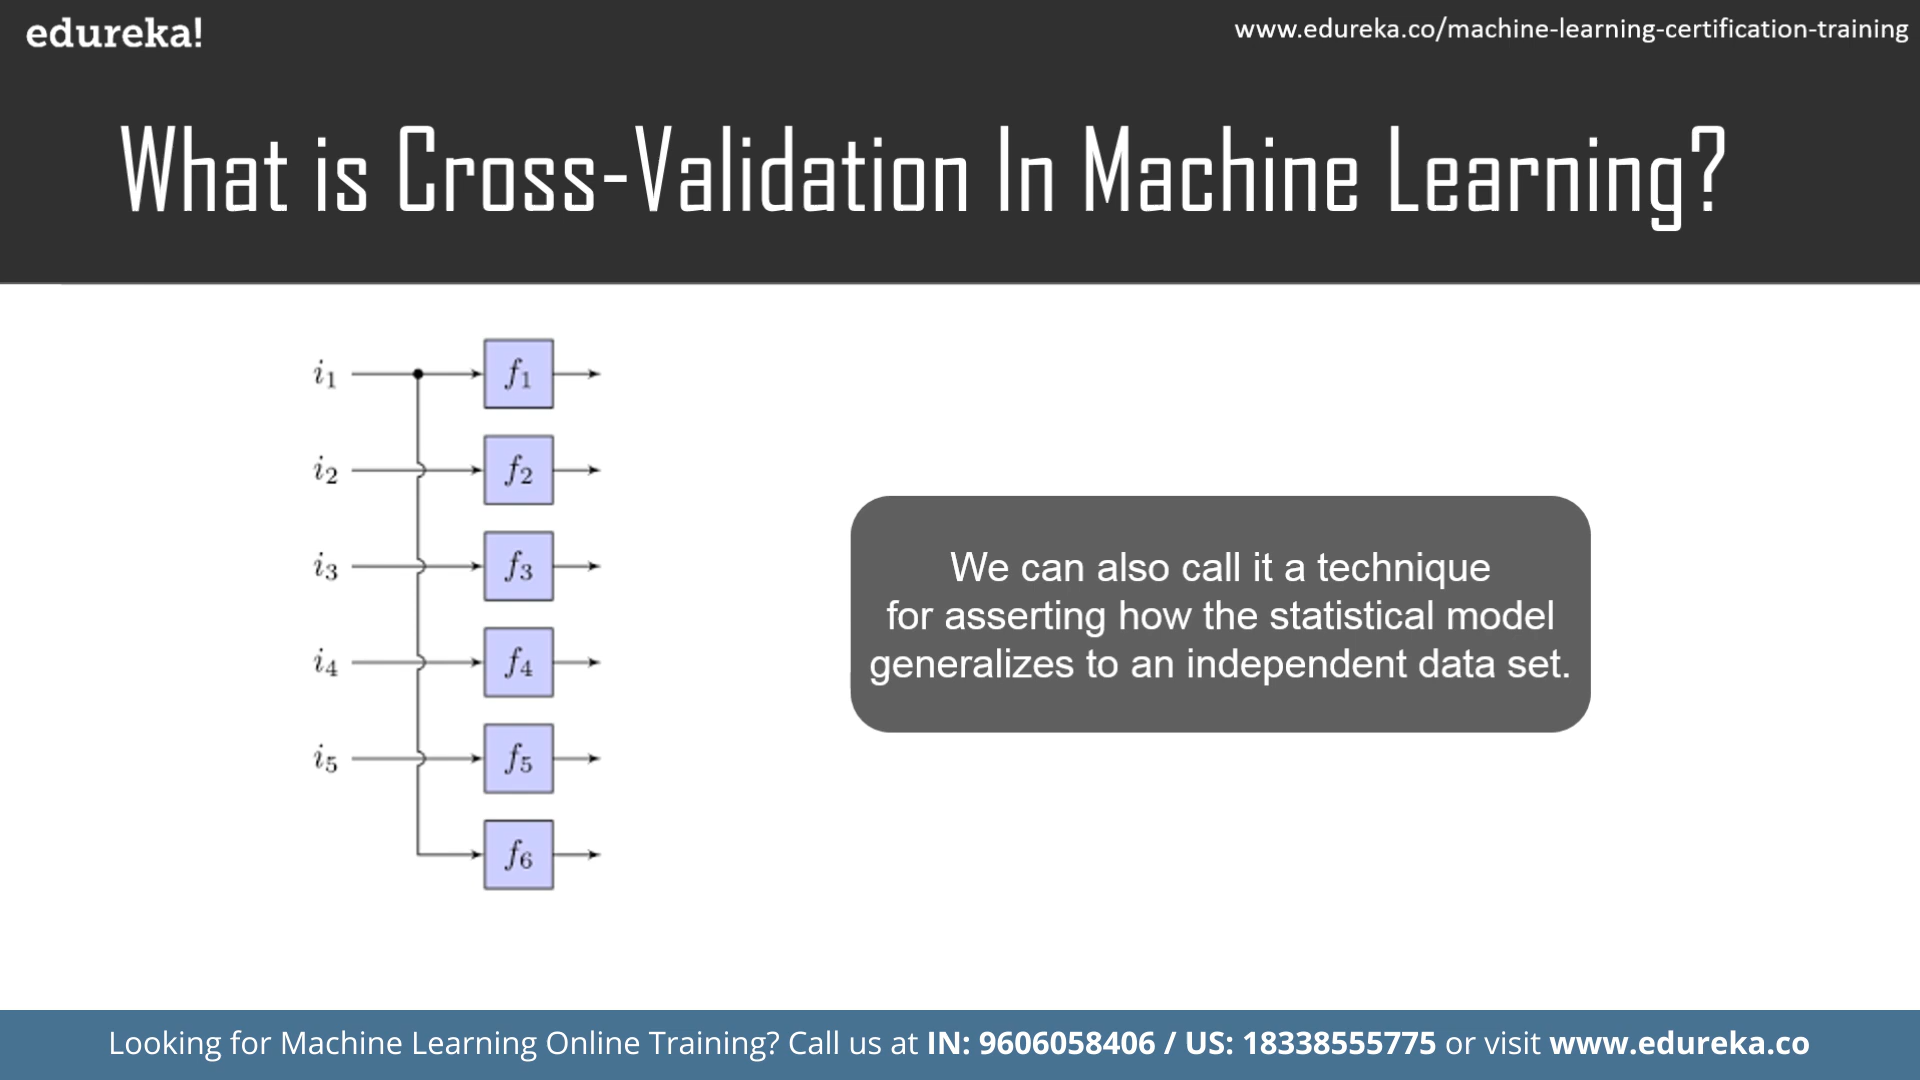 edureka!
www.edureka.co/machine-learning-certification-training
What is Cross-Validation In Machine Learning?
i₁ f₁
i₂ f₂
i₃ f₃
i₄ f₄
i₅ f₅
f₆
We can also call it a technique
for asserting how the statistical model
generalizes to an independent data set.
Looking for Machine Learning Online Training? Call us at IN: 9606058406 / US: 18338555775 or visit www.edureka.co